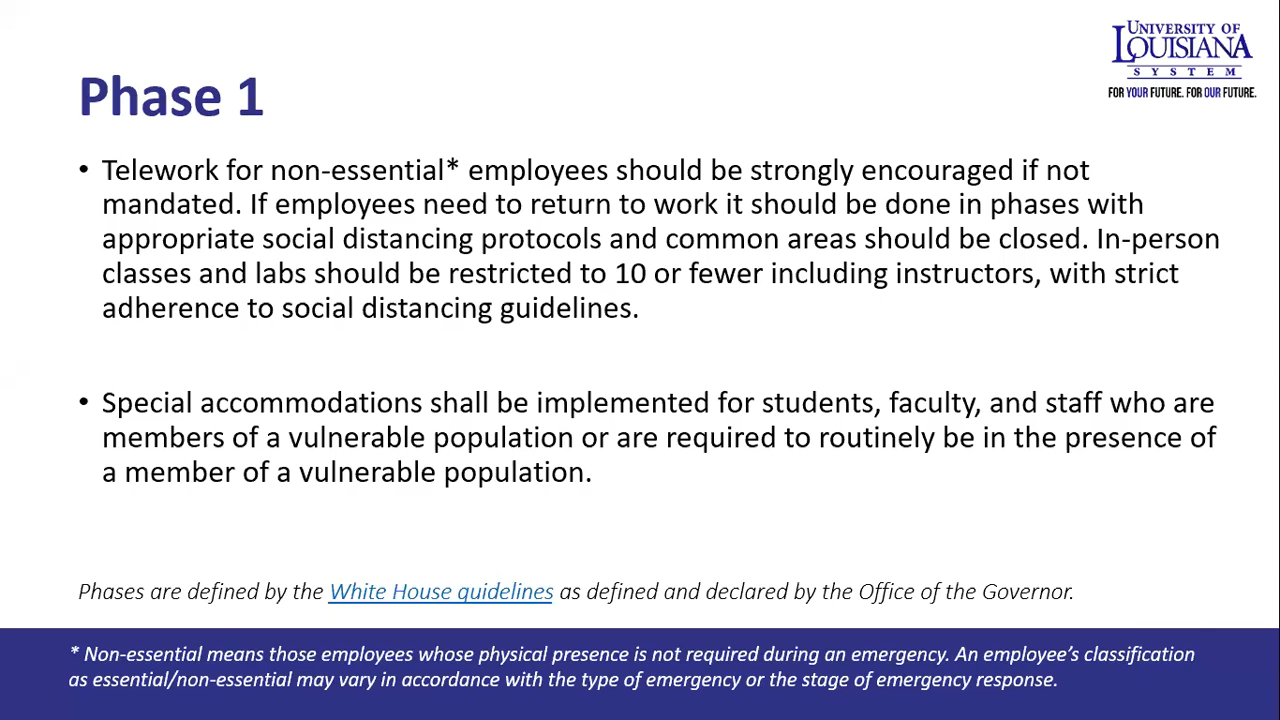 UNIVERSITY OF
LOUISIANA
SYSTEM
FOR YOUR FUTURE. FOR OUR FUTURE.
Phase 1
• Telework for non-essential* employees should be strongly encouraged if not
mandated. If employees need to return to work it should be done in phases with
appropriate social distancing protocols and common areas should be closed. In-person
classes and labs should be restricted to 10 or fewer including instructors, with strict
adherence to social distancing guidelines.
• Special accommodations shall be implemented for students, faculty, and staff who are
members of a vulnerable population or are required to routinely be in the presence of
a member of a vulnerable population.
Phases are defined by the White House guidelines as defined and declared by the Office of the Governor.
* Non-essential means those employees whose physical presence is not required during an emergency. An employee's classification
as essential/non-essential may vary in accordance with the type of emergency or the stage of emergency response.